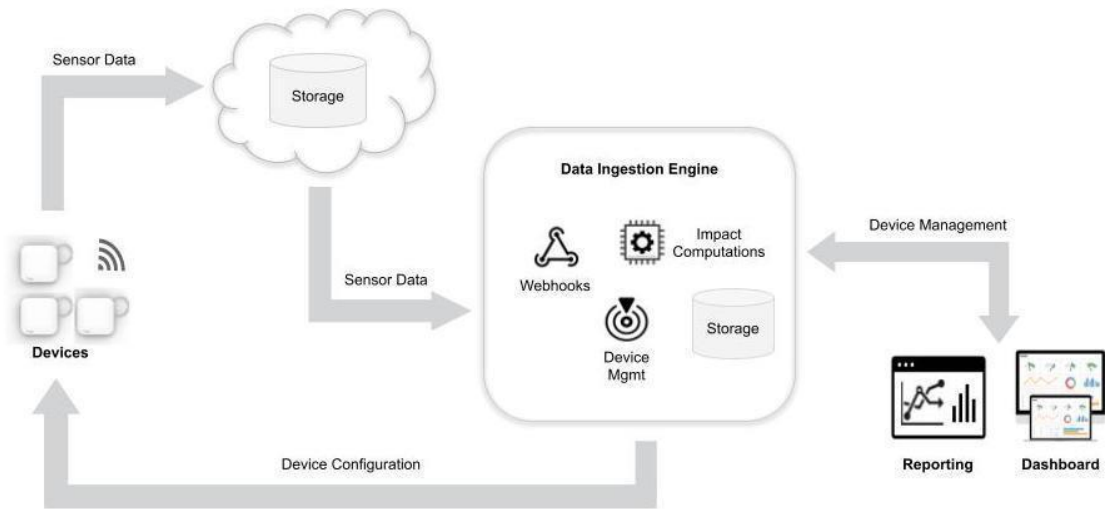 Sensor Data
Storage
Data Ingestion Engine
Impact
Computations
Webhooks
Storage
Device
Mgmt
Device Management
Sensor Data
Devices
Device Configuration
Reporting
Dashboard